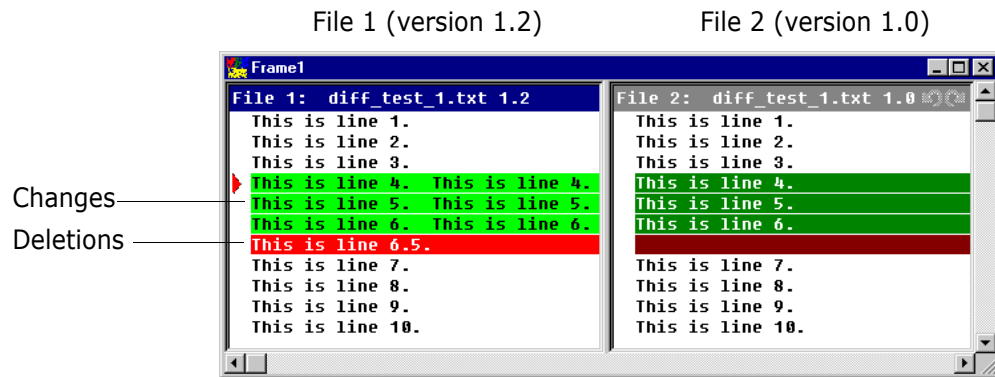 File 1 (version 1.2)
File 2 (version 1.0)
Frame1
File 1:  diff_test_1.txt 1.2
This is line 1.
This is line 2.
This is line 3.
This is line 4.  This is line 4.
This is line 5.  This is line 5.
This is line 6.  This is line 6.
This is line 6.5.
This is line 7.
This is line 8.
This is line 9.
This is line 10.
File 2:  diff_test_1.txt 1.0
This is line 1.
This is line 2.
This is line 3.
This is line 4.
This is line 5.
This is line 6.
This is line 7.
This is line 8.
This is line 9.
This is line 10.
Changes
Deletions